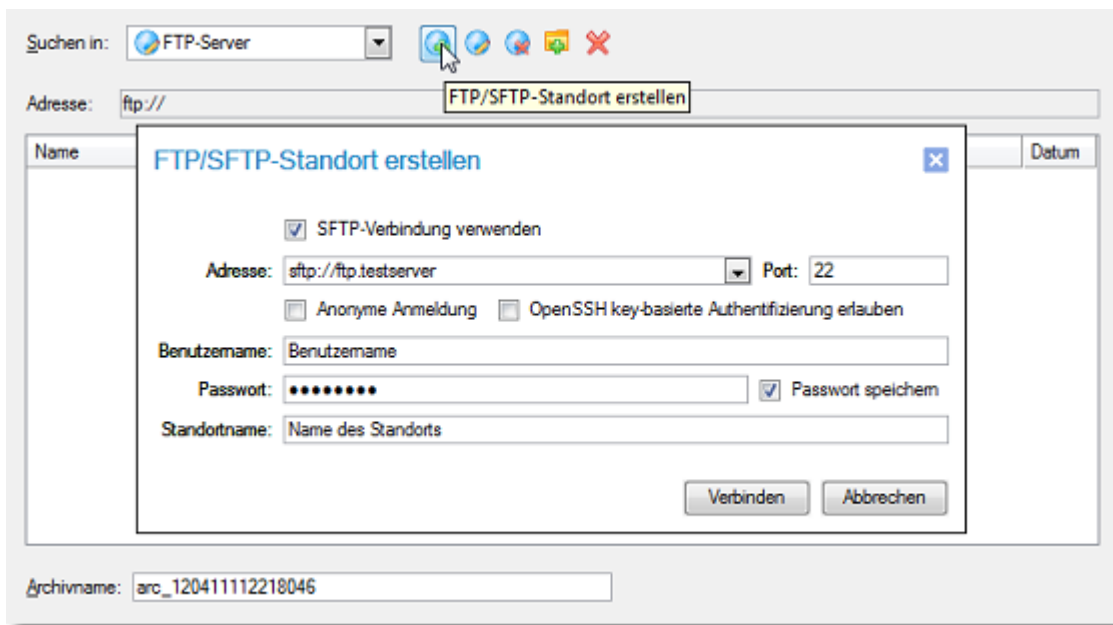 Suchen in: FTP-Server
FTP/SFTP-Standort erstellen
Adresse: ftp://
Name Datum
FTP/SFTP-Standort erstellen
SFTP-Verbindung verwenden
Adresse: sftp://ftp.testserver Port: 22
Anonyme Anmeldung OpenSSH key-basierte Authentifizierung erlauben
Benutzername: Benutzername
Passwort: ●●●●●●●● Passwort speichern
Standortname: Name des Standorts
Verbinden Abbrechen
Archivname: arc_120411112218046